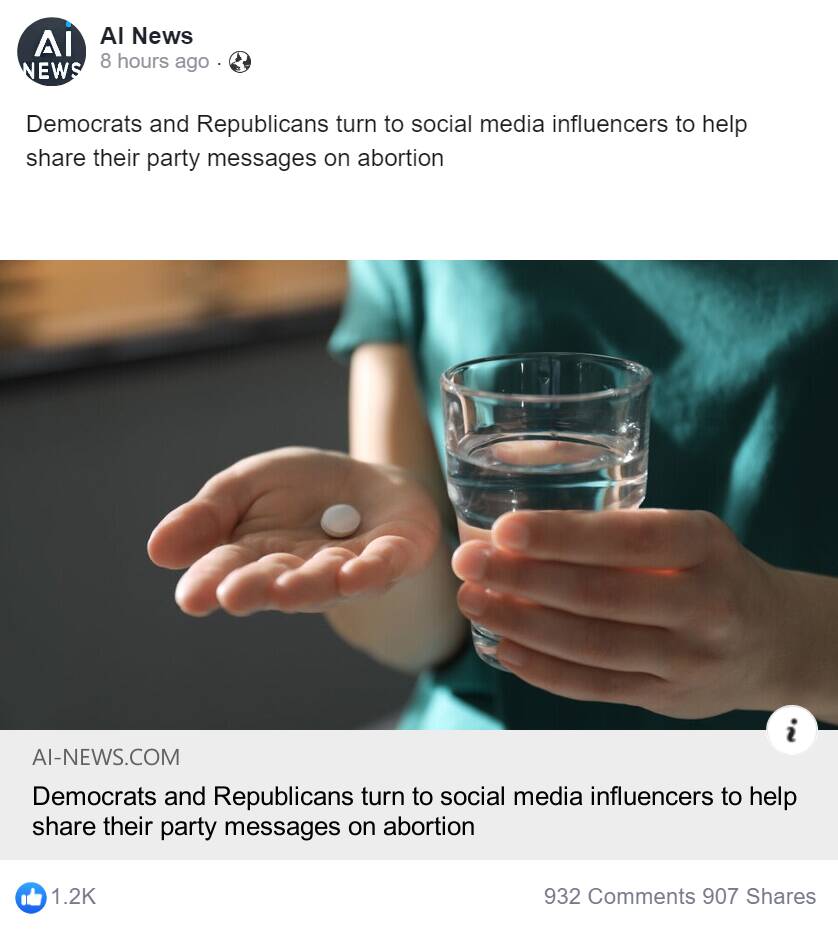 Ai
NEWS
AI News
8 hours ago ·
Democrats and Republicans turn to social media influencers to help
share their party messages on abortion
i
AI-NEWS.COM
Democrats and Republicans turn to social media influencers to help
share their party messages on abortion
1.2K
932 Comments 907 Shares